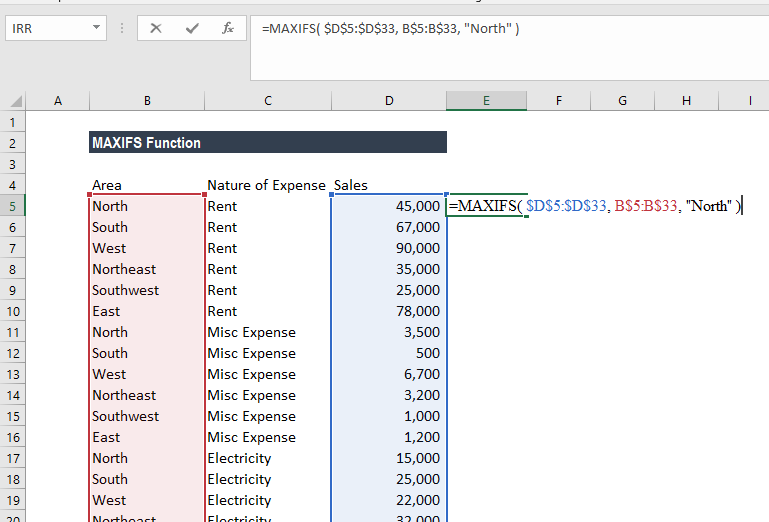 IRR =MAXIFS( $D$5:$D$33, B$5:B$33, "North" )
A B C D E F G H I
1
2 MAXIFS Function
3
4 Area Nature of Expense Sales
5 North Rent 45,000 =MAXIFS( $D$5:$D$33, B$5:B$33, "North" )
6 South Rent 67,000
7 West Rent 90,000
8 Northeast Rent 35,000
9 Southwest Rent 25,000
10 East Rent 78,000
11 North Misc Expense 3,500
12 South Misc Expense 500
13 West Misc Expense 6,700
14 Northeast Misc Expense 3,200
15 Southwest Misc Expense 1,000
16 East Misc Expense 1,200
17 North Electricity 15,000
18 South Electricity 25,000
19 West Electricity 22,000
20 Northeast Electricity 32,000